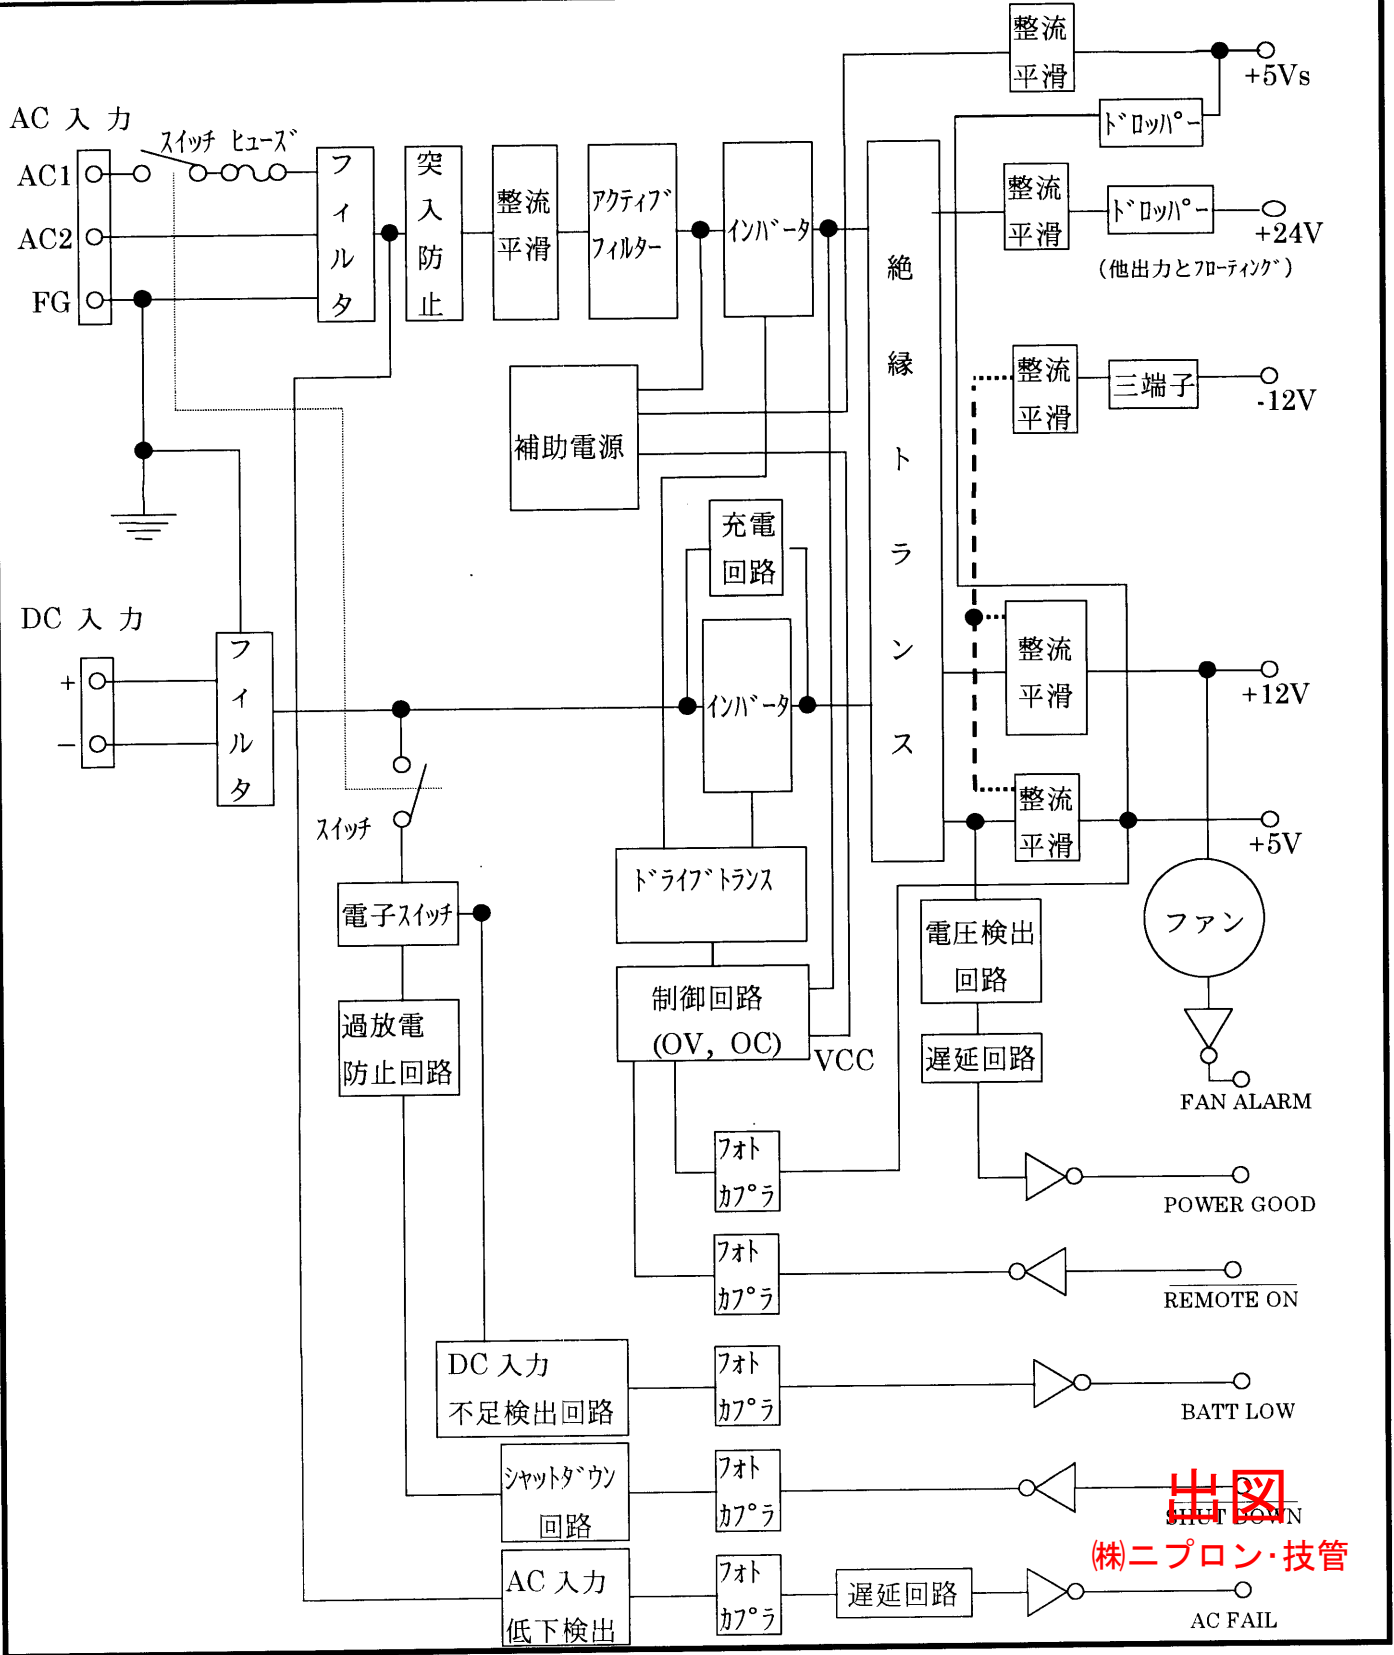 整流
平滑
+5Vs
ﾄﾞﾛｯﾊﾟｰ
AC 入 力
ｽｲｯﾁ ﾋｭｰｽﾞ
AC1
AC2
FG
フィルタ
突入防止
整流
平滑
ｱｸﾃｨﾌﾞ
ﾌｨﾙﾀｰ
ｲﾝﾊﾞｰﾀ
絶縁トランス
整流
平滑
ﾄﾞﾛｯﾊﾟｰ
+24V
(他出力とﾌﾛｰﾃｨﾝｸﾞ)
整流
平滑
三端子
-12V
補助電源
充電
回路
DC 入 力
+
−
フィルタ
ｲﾝﾊﾞｰﾀ
整流
平滑
+12V
整流
平滑
+5V
ｽｲｯﾁ
ﾄﾞﾗｲﾌﾞﾄﾗﾝｽ
電子ｽｲｯﾁ
電圧検出
回路
ファン
制御回路
(OV, OC)
VCC
過放電
防止回路
遅延回路
FAN ALARM
ﾌｫﾄ
ｶﾌﾟﾗ
POWER GOOD
ﾌｫﾄ
ｶﾌﾟﾗ
REMOTE ON
DC 入力
不足検出回路
ﾌｫﾄ
ｶﾌﾟﾗ
BATT LOW
ｼｬｯﾄﾀﾞｳﾝ
回路
ﾌｫﾄ
ｶﾌﾟﾗ
出図
SHUT DOWN
㈱ニプロン・技管
AC 入力
低下検出
ﾌｫﾄ
ｶﾌﾟﾗ
遅延回路
AC FAIL